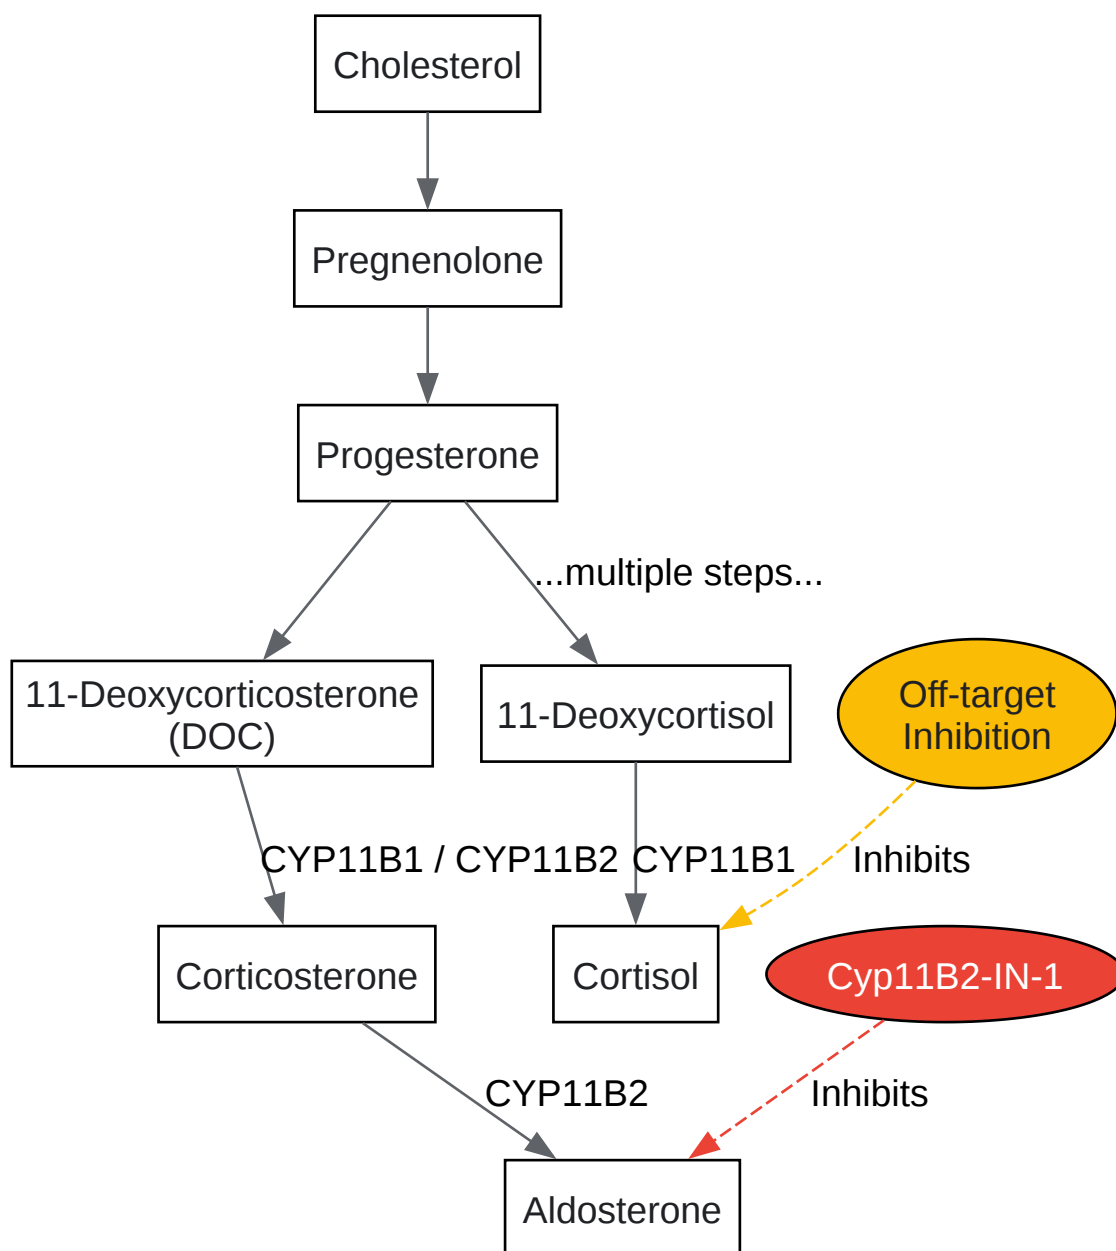 Cholesterol
Pregnenolone
Progesterone
...multiple steps...
11-Deoxycorticosterone
(DOC)
11-Deoxycortisol
Off-target
Inhibition
CYP11B1 / CYP11B2
CYP11B1
Inhibits
Corticosterone
Cortisol
Cyp11B2-IN-1
CYP11B2
Inhibits
Aldosterone